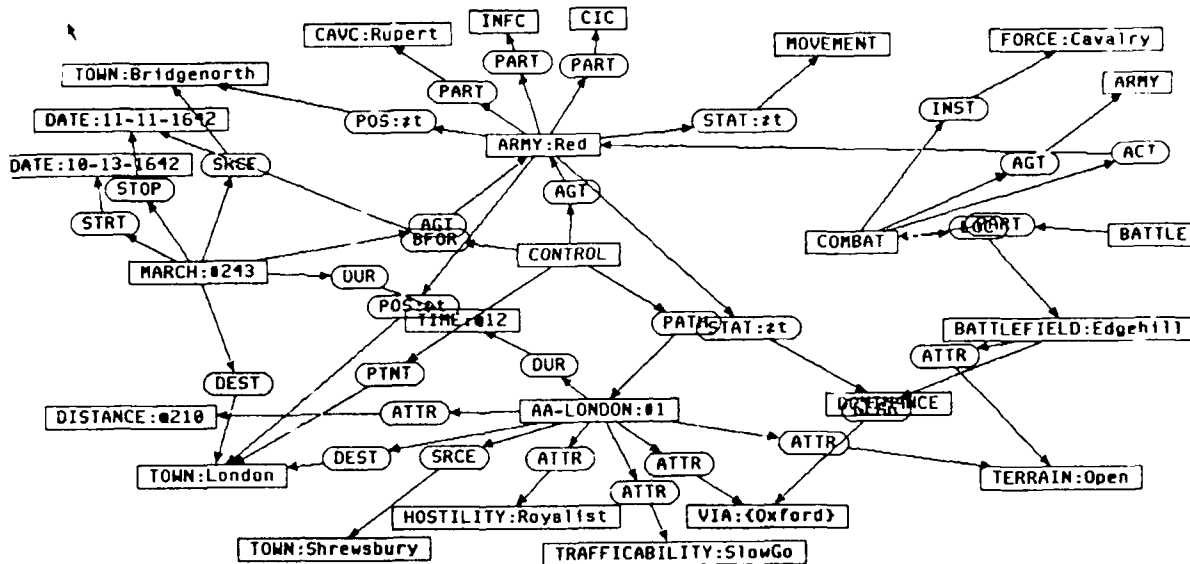 INFC
CIC
CAVC:Rupert
MOVEMENT
FORCE:Cavalry
TOWN:Bridgenorth
PART
PART
PART
ARMY
DATE:11-11-1642
POS:#t
STAT:#t
INST
ARMY:Red
DATE:10-13-1642
SRCE
AGT
ACT
STOP
AGT
STRT
AGT
PART
BFOR
COMBAT
BATTLE
CONTROL
MARCH:#243
DUR
POS:#t
TIME:@12
PATH
STAT:#t
BATTLEFIELD:Edgehill
ATTR
DUR
PTNT
DEST
DISTANCE:@210
ATTR
AA-LONDON:#1
DOMINANCE
ATTR
DEST
SRCE
ATTR
ATTR
TOWN:London
TERRAIN:Open
ATTR
HOSTILITY:Royalist
VIA:{Oxford}
TOWN:Shrewsbury
TRAFFICABILITY:SlowGo